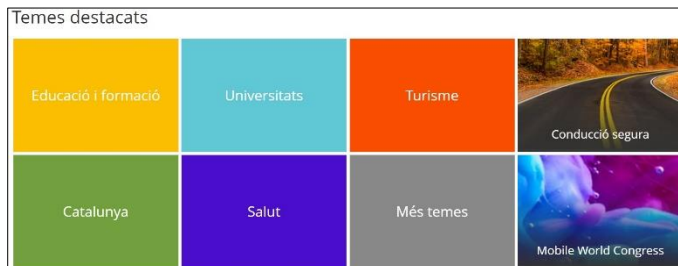 Temes destacats
Educació i formació
Universitats
Turisme
Conducció segura
Catalunya
Salut
Més temes
Mobile World Congress